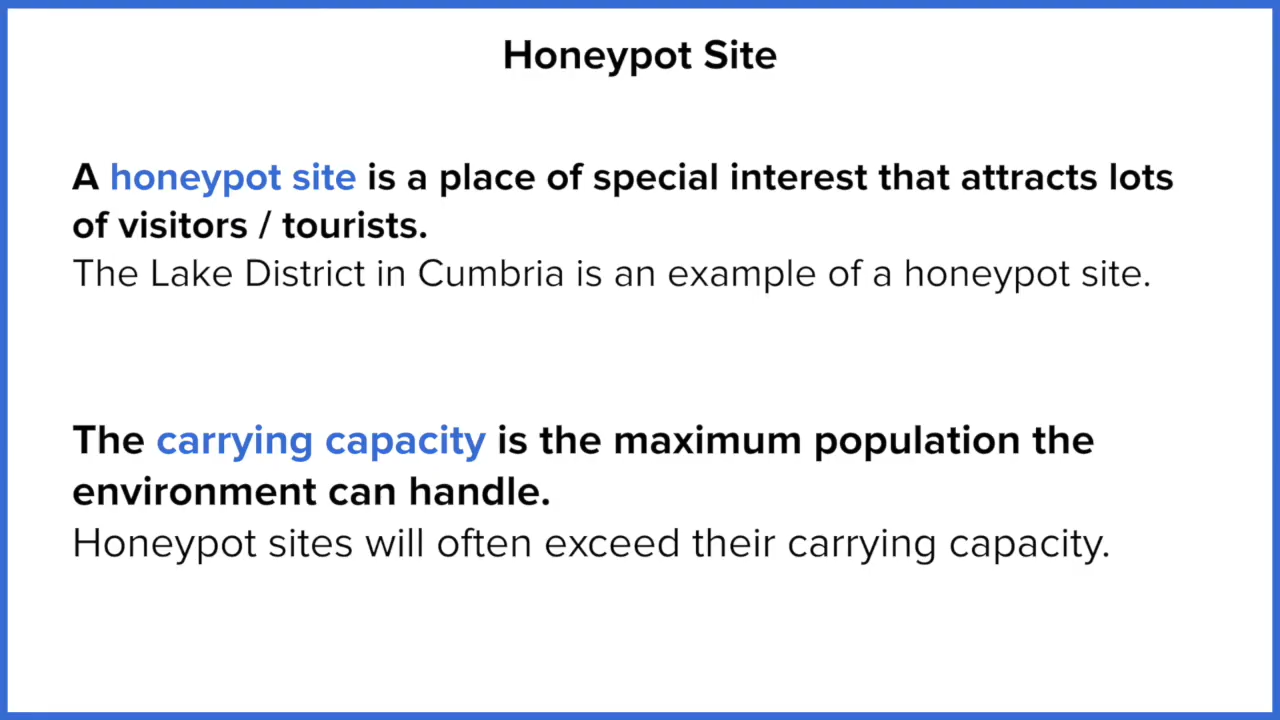 Honeypot Site
A honeypot site is a place of special interest that attracts lots
of visitors / tourists.
The Lake District in Cumbria is an example of a honeypot site.
The carrying capacity is the maximum population the
environment can handle.
Honeypot sites will often exceed their carrying capacity.